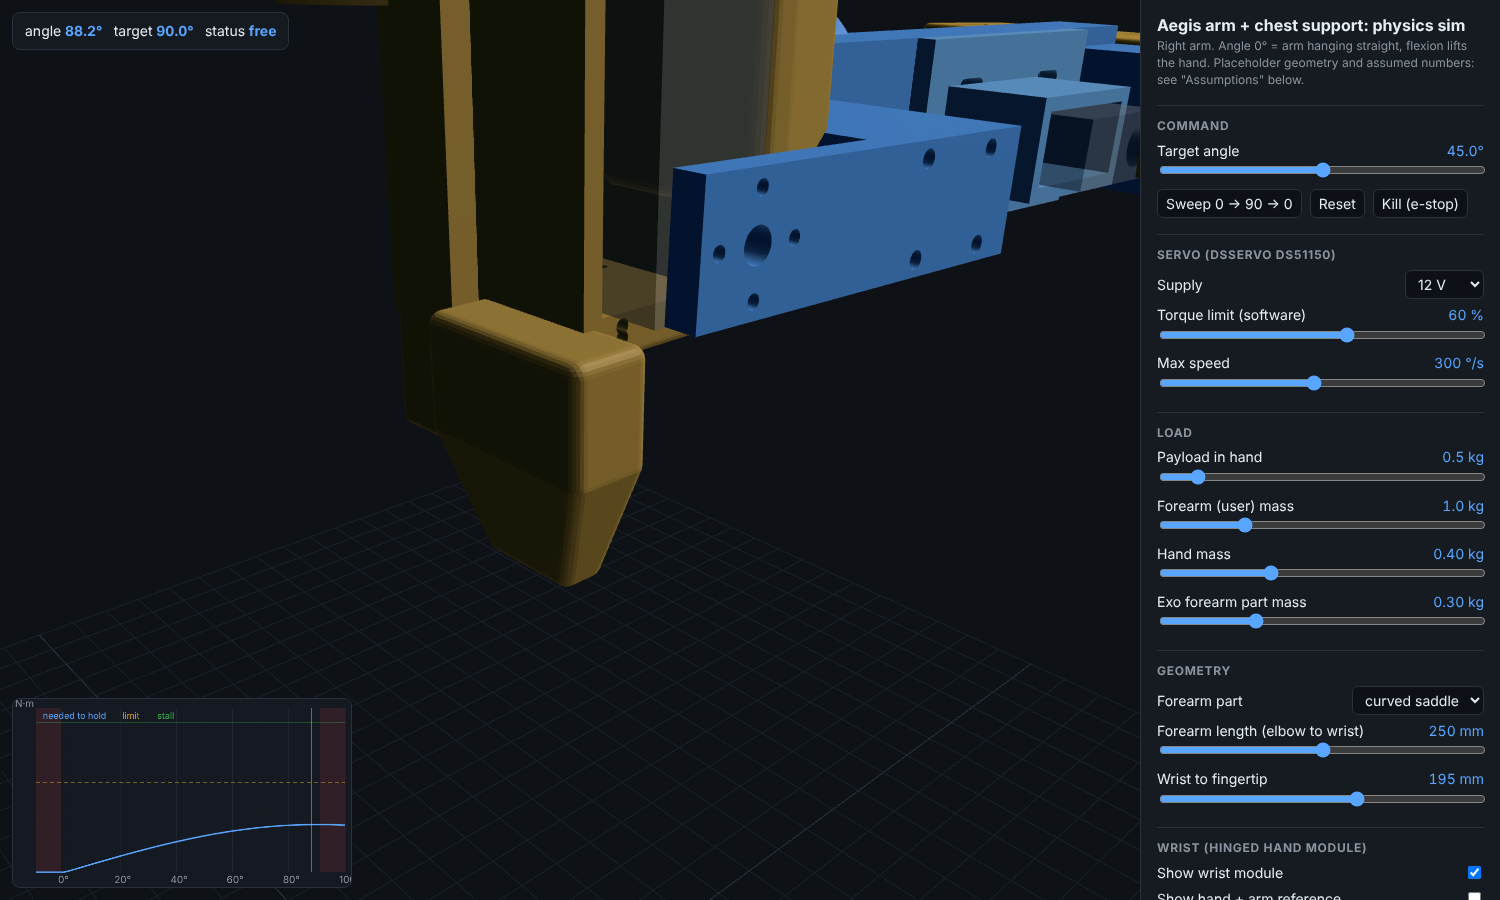 angle 88.2° target 90.0° status free
Aegis arm + chest support: physics sim
Right arm. Angle 0° = arm hanging straight, flexion lifts
the hand. Placeholder geometry and assumed numbers:
see "Assumptions" below.
COMMAND
Target angle 45.0°
Sweep 0 → 90 → 0 Reset Kill (e-stop)
SERVO (DSSERVO DS51150)
Supply 12 V
Torque limit (software) 60 %
Max speed 300 °/s
LOAD
Payload in hand 0.5 kg
Forearm (user) mass 1.0 kg
Hand mass 0.40 kg
Exo forearm part mass 0.30 kg
GEOMETRY
Forearm part curved saddle
Forearm length (elbow to wrist) 250 mm
Wrist to fingertip 195 mm
WRIST (HINGED HAND MODULE)
Show wrist module
Show hand + arm reference
N·m
needed to hold limit stall
0° 20° 40° 60° 80° 10